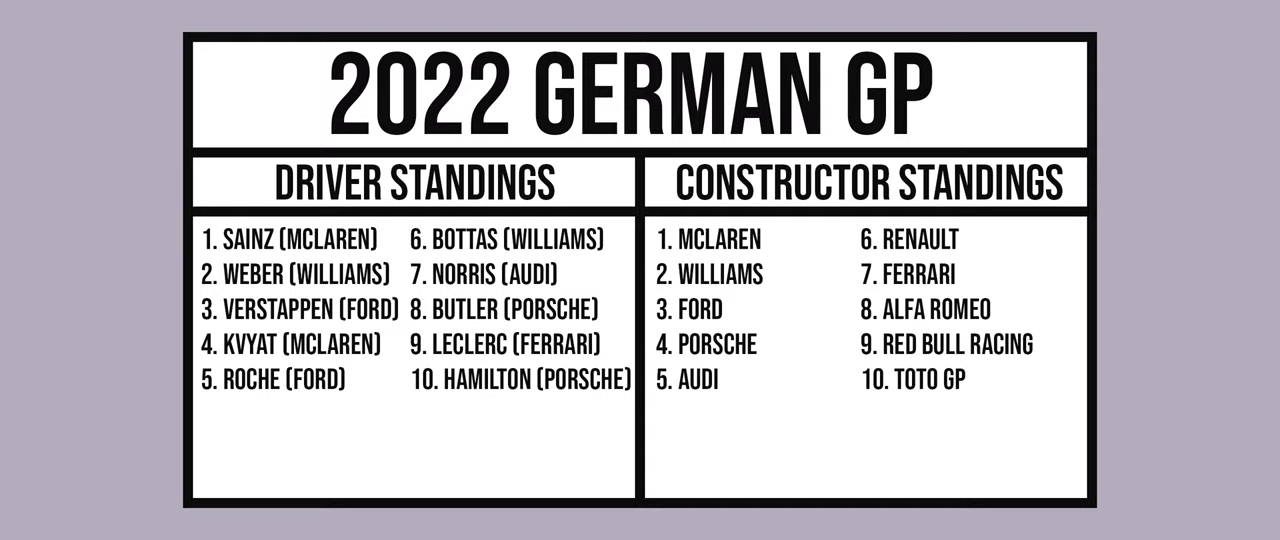 2022 GERMAN GP
DRIVER STANDINGS
1. SAINZ (MCLAREN)
2. WEBER (WILLIAMS)
3. VERSTAPPEN (FORD)
4. KVYAT (MCLAREN)
5. ROCHE (FORD)
6. BOTTAS (WILLIAMS)
7. NORRIS (AUDI)
8. BUTLER (PORSCHE)
9. LECLERC (FERRARI)
10. HAMILTON (PORSCHE)
CONSTRUCTOR STANDINGS
1. MCLAREN
2. WILLIAMS
3. FORD
4. PORSCHE
5. AUDI
6. RENAULT
7. FERRARI
8. ALFA ROMEO
9. RED BULL RACING
10. TOTO GP